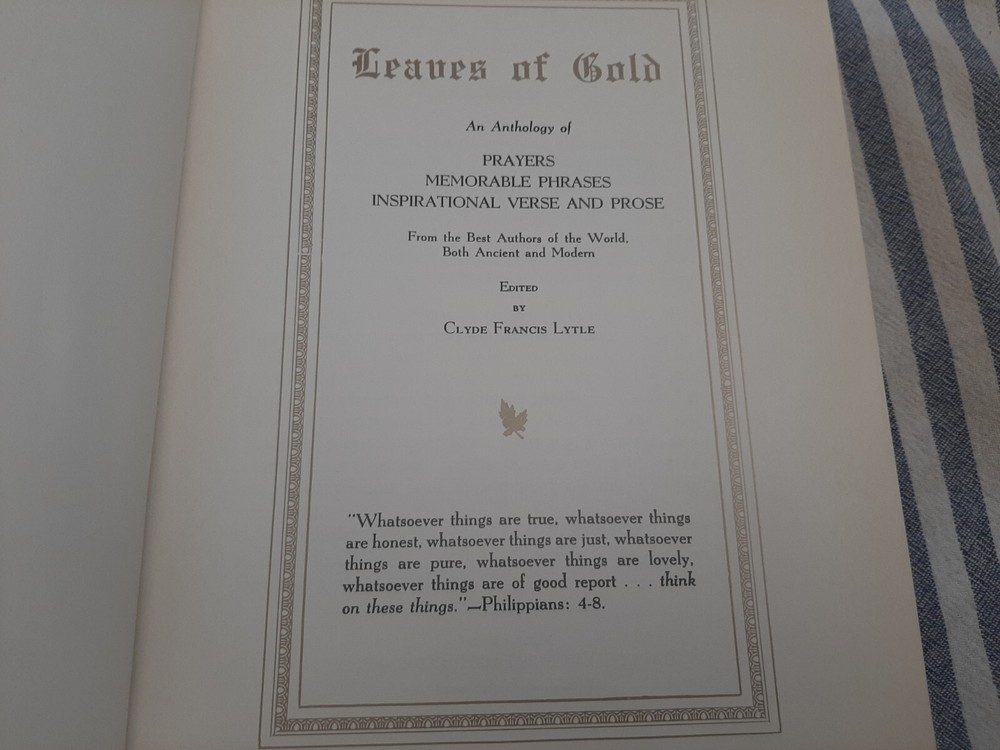 Leaves of Gold
An Anthology of
PRAYERS
MEMORABLE PHRASES
INSPIRATIONAL VERSE AND PROSE
From the Best Authors of the World,
Both Ancient and Modern
EDITED
BY
CLYDE FRANCIS LYTLE
"Whatsoever things are true, whatsoever things
are honest, whatsoever things are just, whatsoever
things are pure, whatsoever things are lovely,
whatsoever things are of good report . . . think
on these things."—Philippians: 4-8.